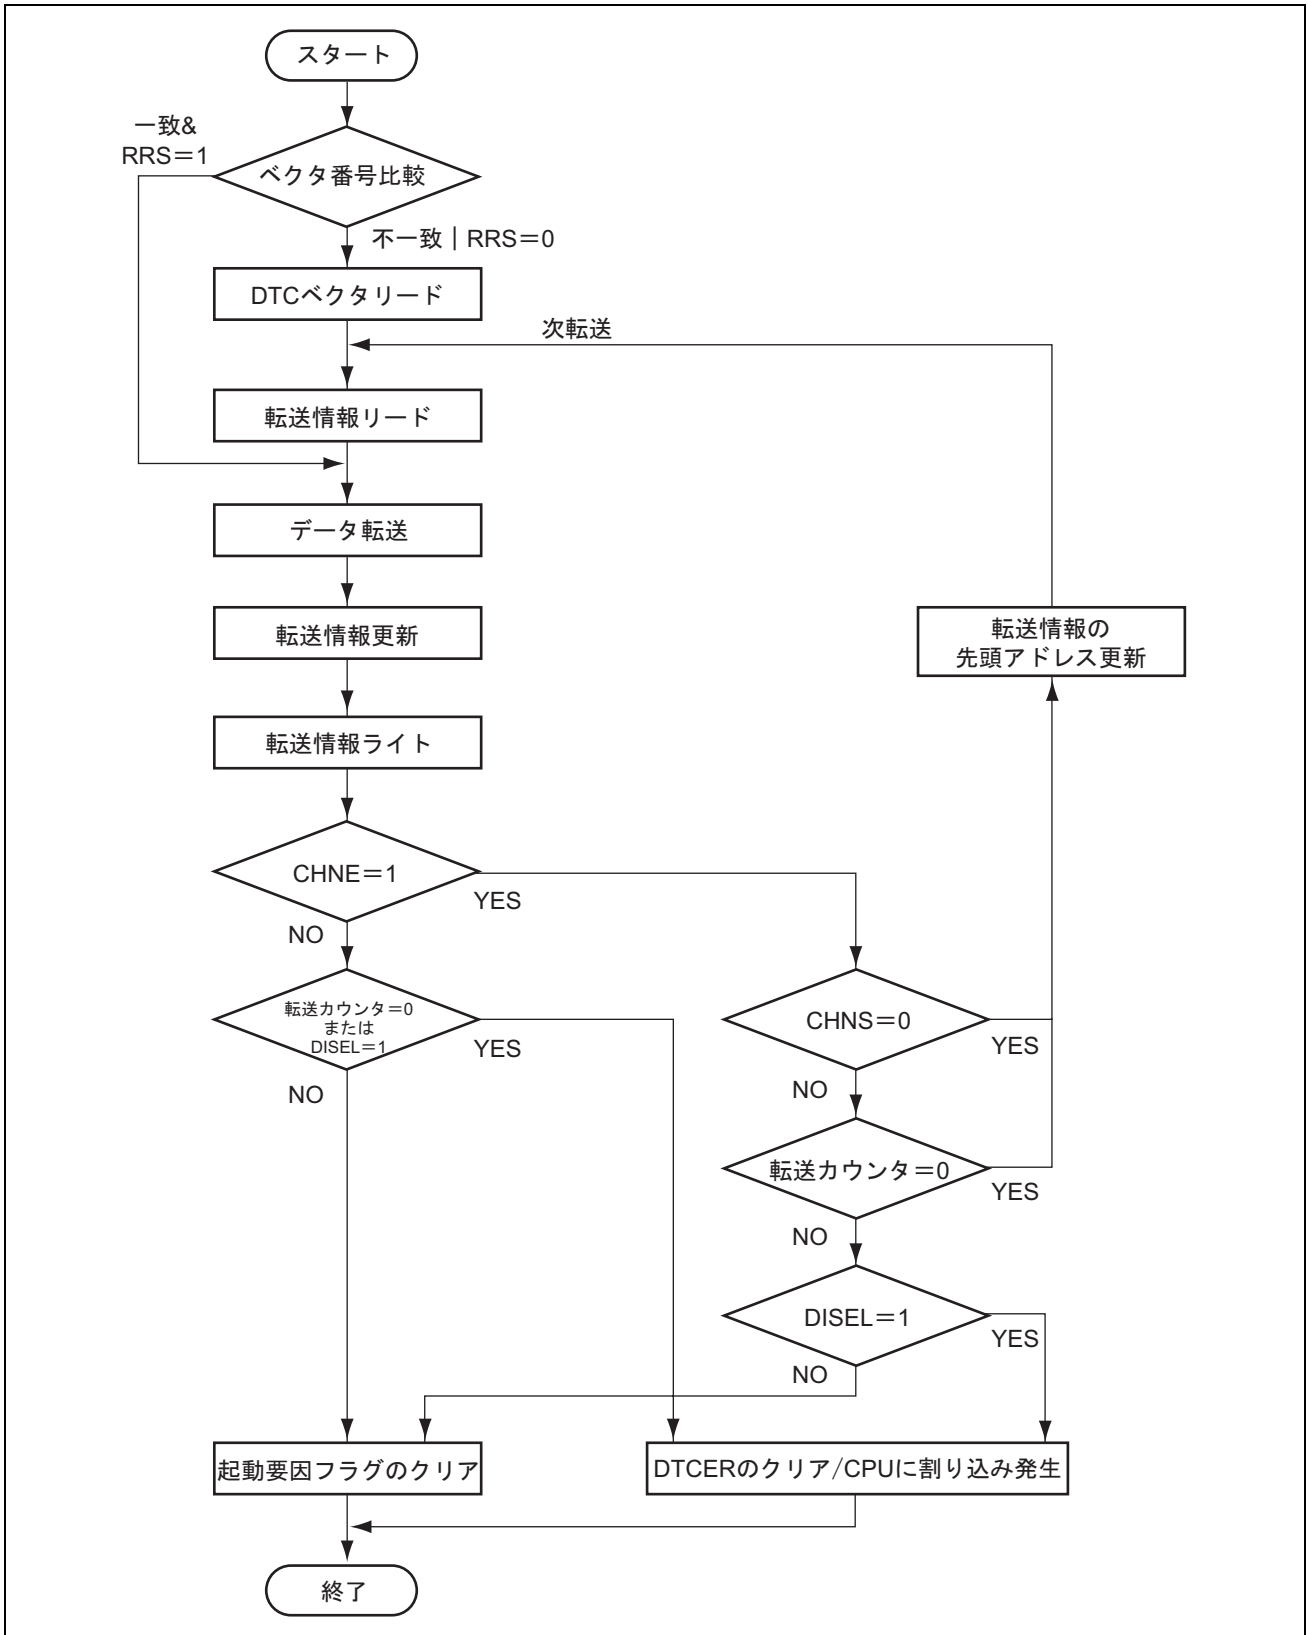 スタート
一致&
RRS＝1
ベクタ番号比較
不一致｜RRS＝0
DTCベクタリード
次転送
転送情報リード
データ転送
転送情報更新
転送情報の
先頭アドレス更新
転送情報ライト
CHNE＝1
YES
NO
転送カウンタ＝0
または
DISEL＝1
YES
NO
CHNS＝0
YES
NO
転送カウンタ＝0
YES
NO
DISEL＝1
YES
NO
起動要因フラグのクリア
DTCERのクリア/CPUに割り込み発生
終了